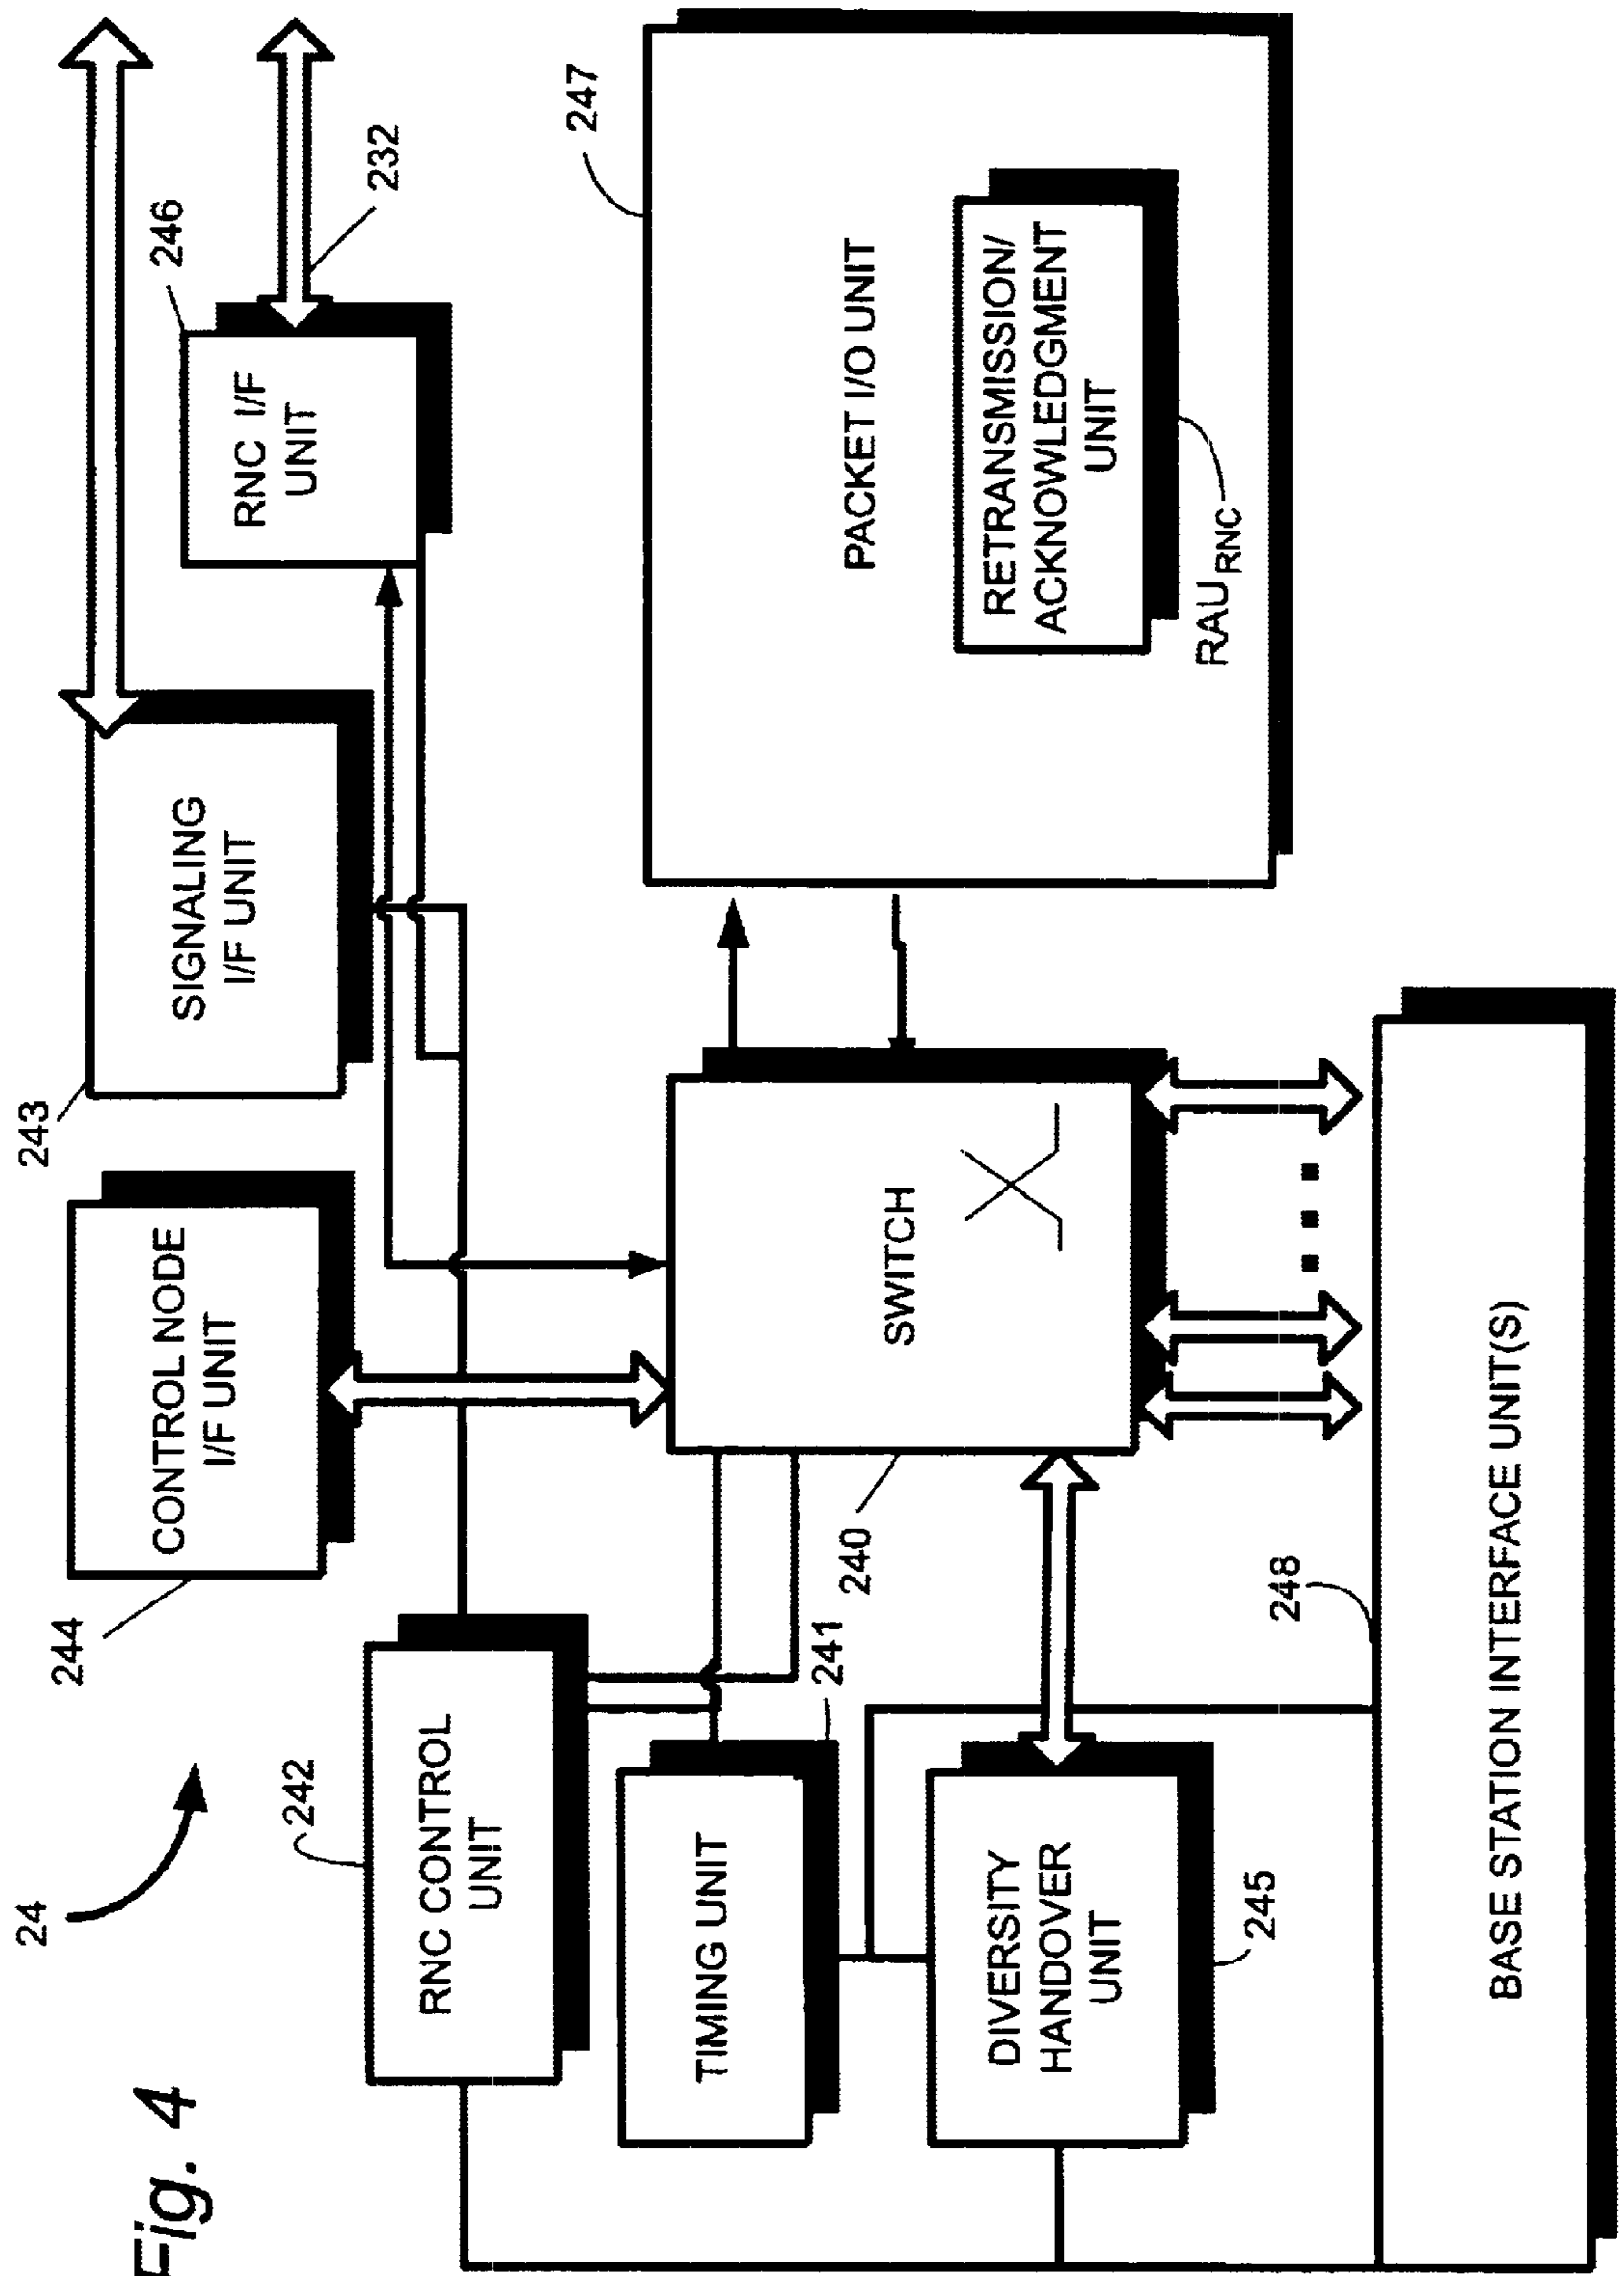 Fig. 4
24
242
RNC CONTROL
UNIT
244
CONTROL NODE
I/F UNIT
243
SIGNALING
I/F UNIT
246
RNC I/F
UNIT
232
TIMING UNIT
241
240
SWITCH
247
PACKET I/O UNIT
RETRANSMISSION/
ACKNOWLEDGMENT
UNIT
RAU RNC
DIVERSITY
HANDOVER
UNIT
245
248
BASE STATION INTERFACE UNIT(S)